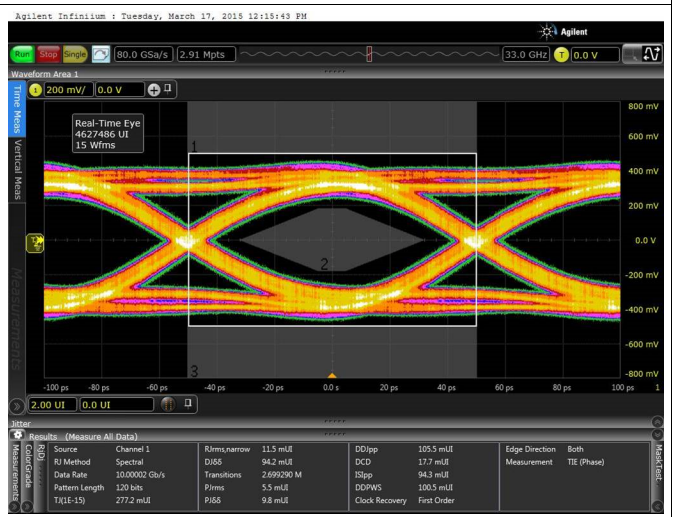 Agilent Infiniium : Tuesday, March 17, 2015 12:15:43 PM
Agilent
Run Stop Single 80.0 GSa/s 2.91 Mpts 33.0 GHz T 0.0 V
Waveform Area 1
1 200 mV/ 0.0 V
Time Meas
Vertical Meas
Measurements
Real-Time Eye
4627486 UI
15 Wfms
800 mV
600 mV
400 mV
200 mV
0.0 V
-200 mV
-400 mV
-600 mV
-800 mV
1
2
3
-100 ps -80 ps -60 ps -40 ps -20 ps 0.0 s 20 ps 40 ps 60 ps 80 ps 100 ps 1
2.00 UI 0.0 UI
Jitter
Results (Measure All Data)
Measurements
ColorGrade
RjDj
MaskTest
Source Channel 1 RJrms,narrow 11.5 mUI DDJpp 105.5 mUI Edge Direction Both
RJ Method Spectral DJδδ 94.2 mUI DCD 17.7 mUI Measurement TIE (Phase)
Data Rate 10.00002 Gb/s Transitions 2.699290 M ISIpp 94.3 mUI
Pattern Length 120 bits PJrms 5.5 mUI DDPWS 100.5 mUI
TJ(1E-15) 277.2 mUI PJδδ 9.8 mUI Clock Recovery First Order